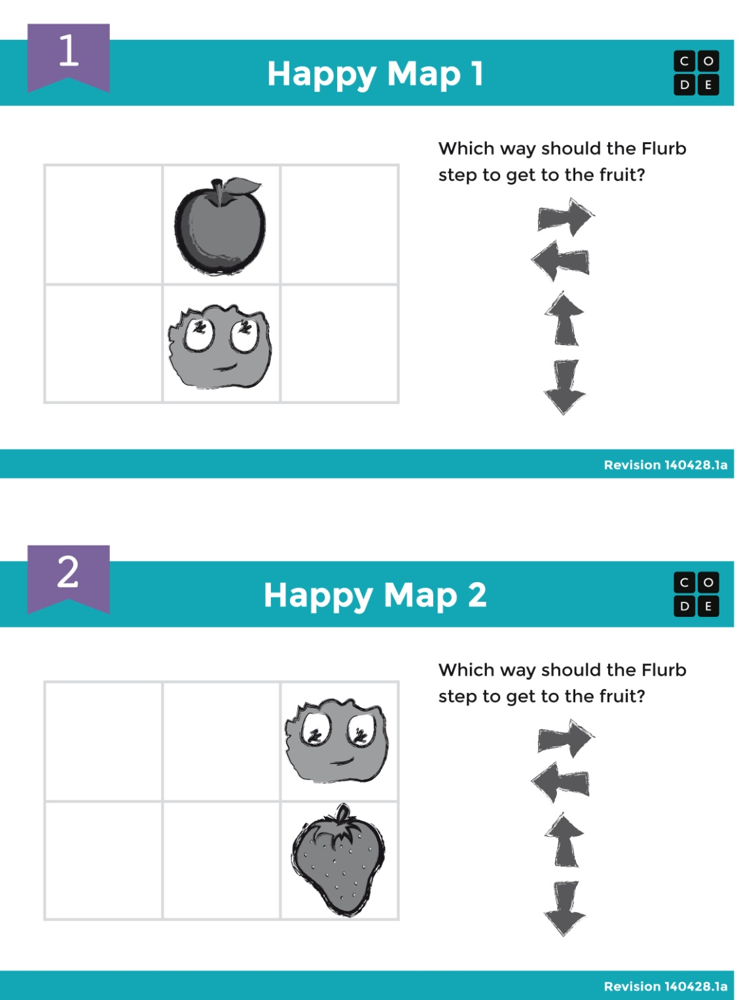 1
Happy Map 1
C O
D E
Which way should the Flurb
step to get to the fruit?
Revision 140428.1a
2
Happy Map 2
C O
D E
Which way should the Flurb
step to get to the fruit?
Revision 140428.1a